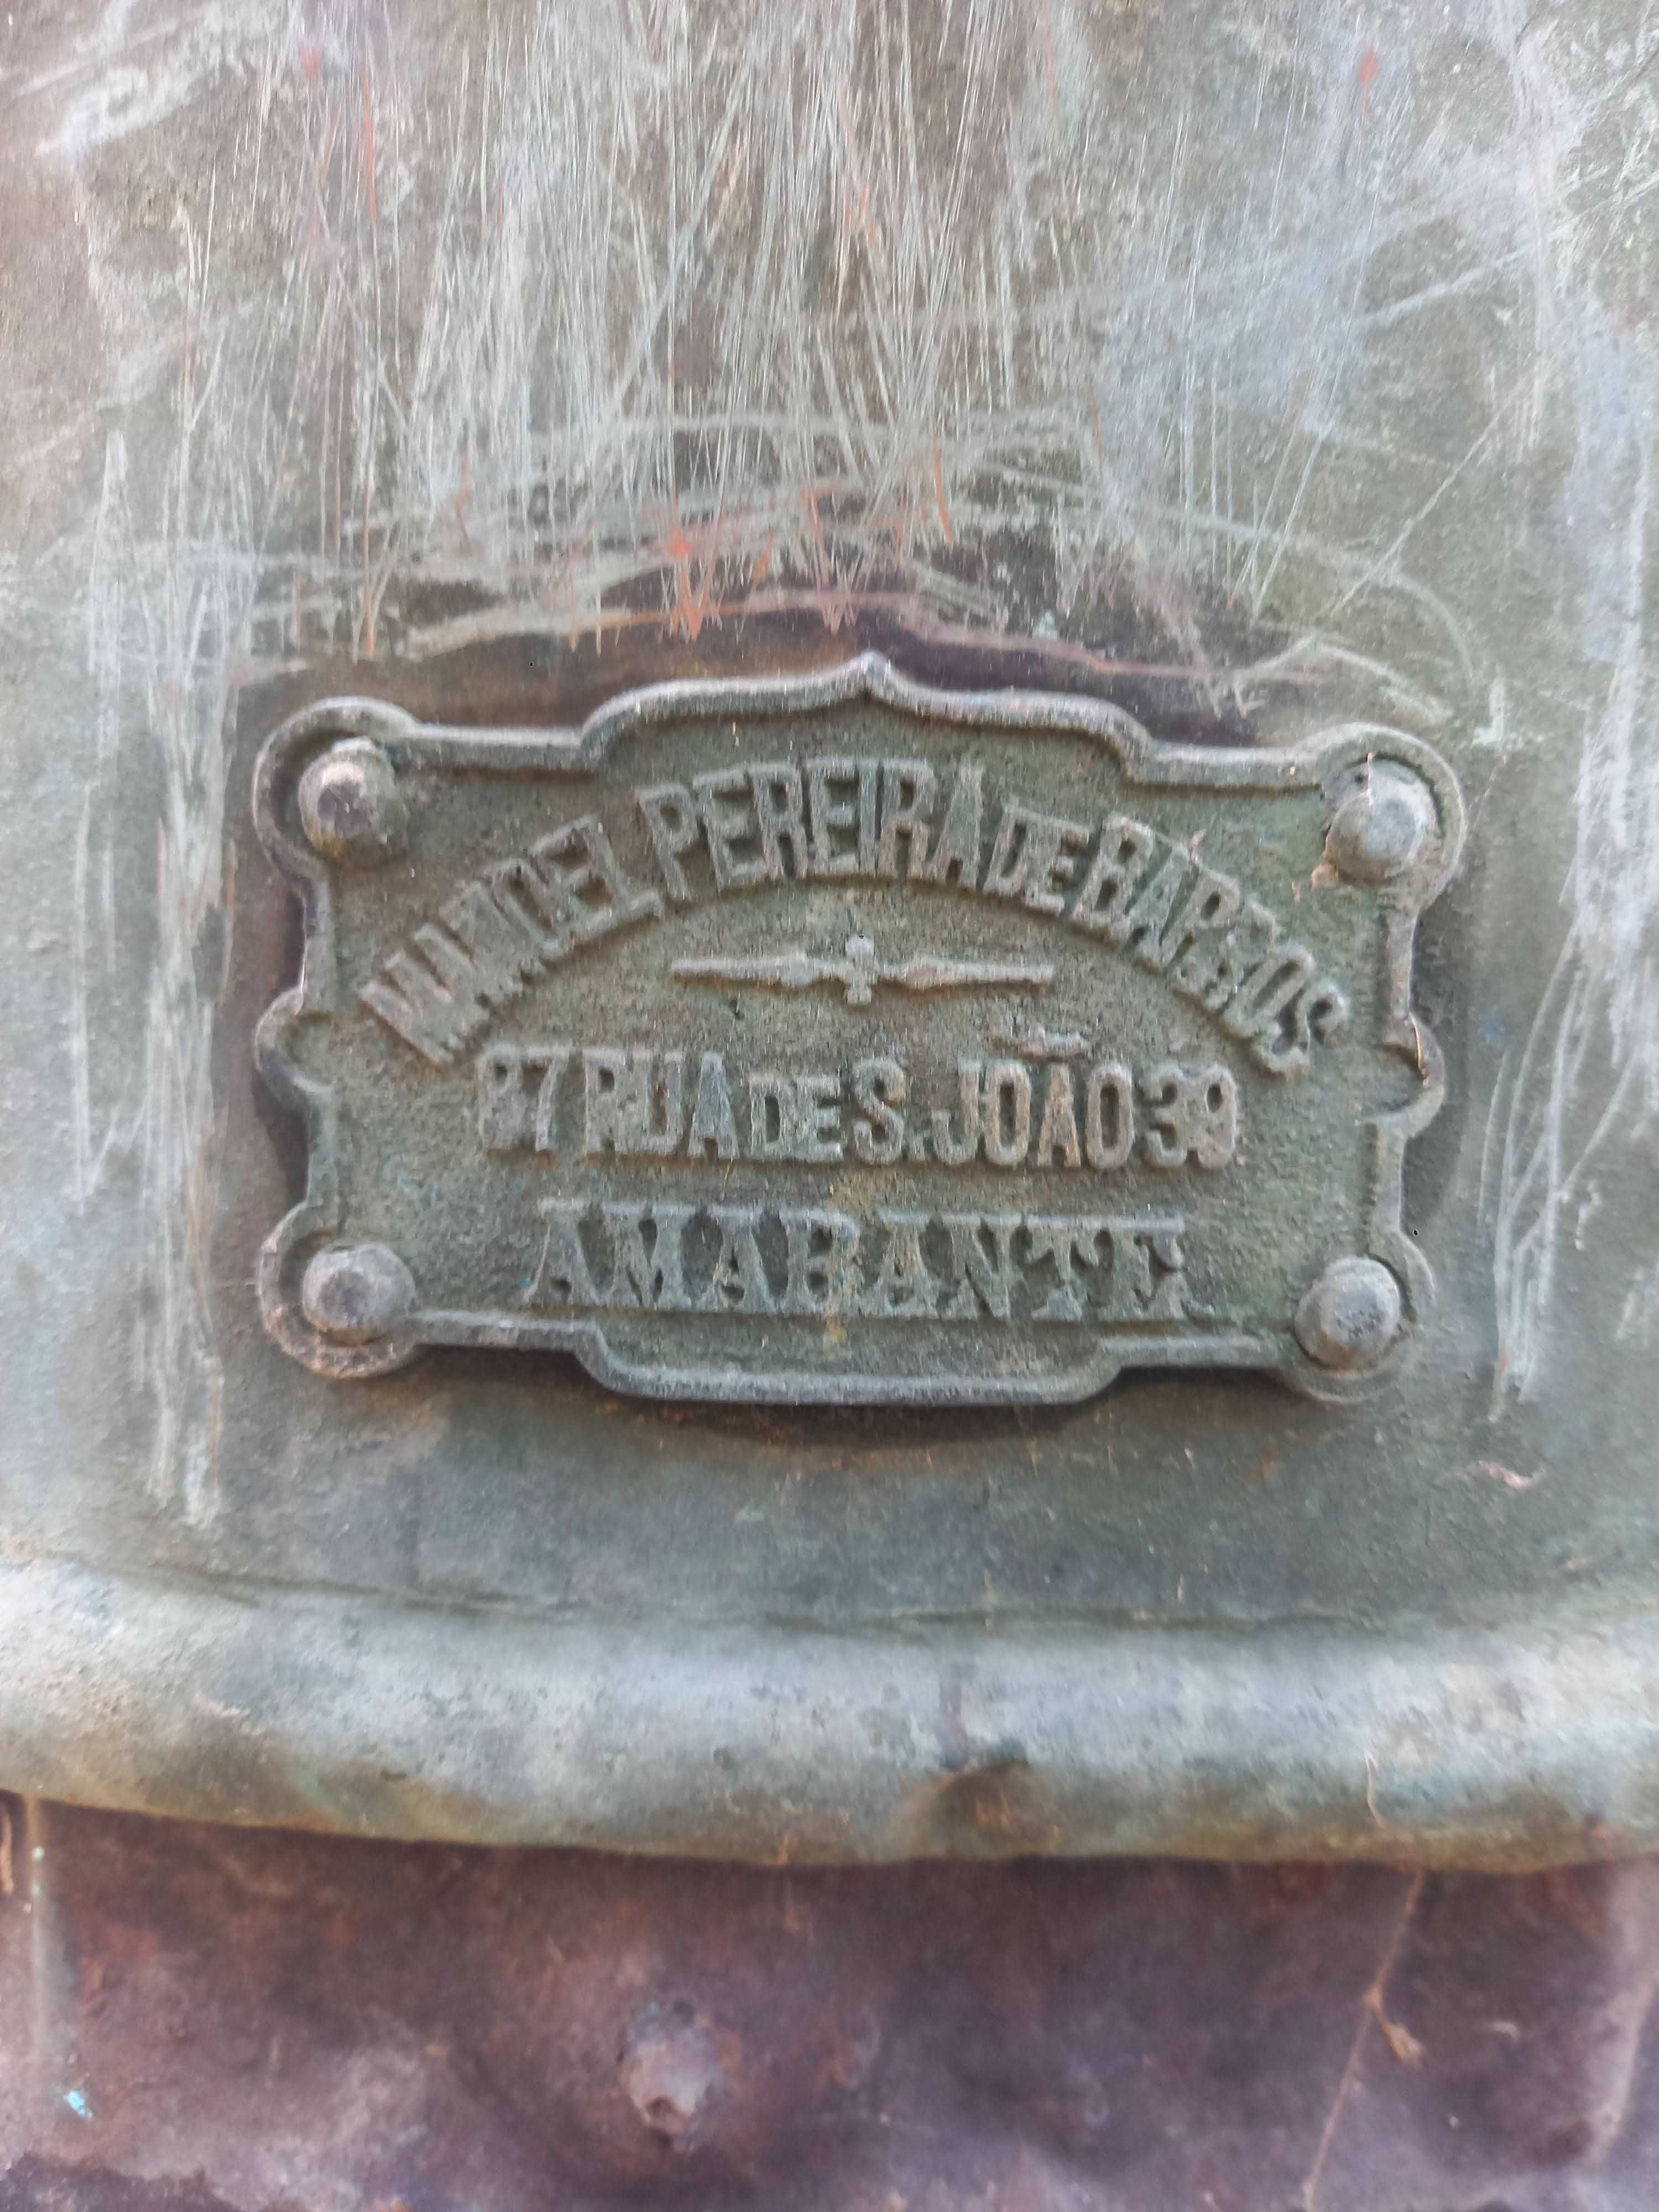 MANOEL PEREIRA DE BARROS
37 RUA DE S. JOÃO 39
AMARANTE